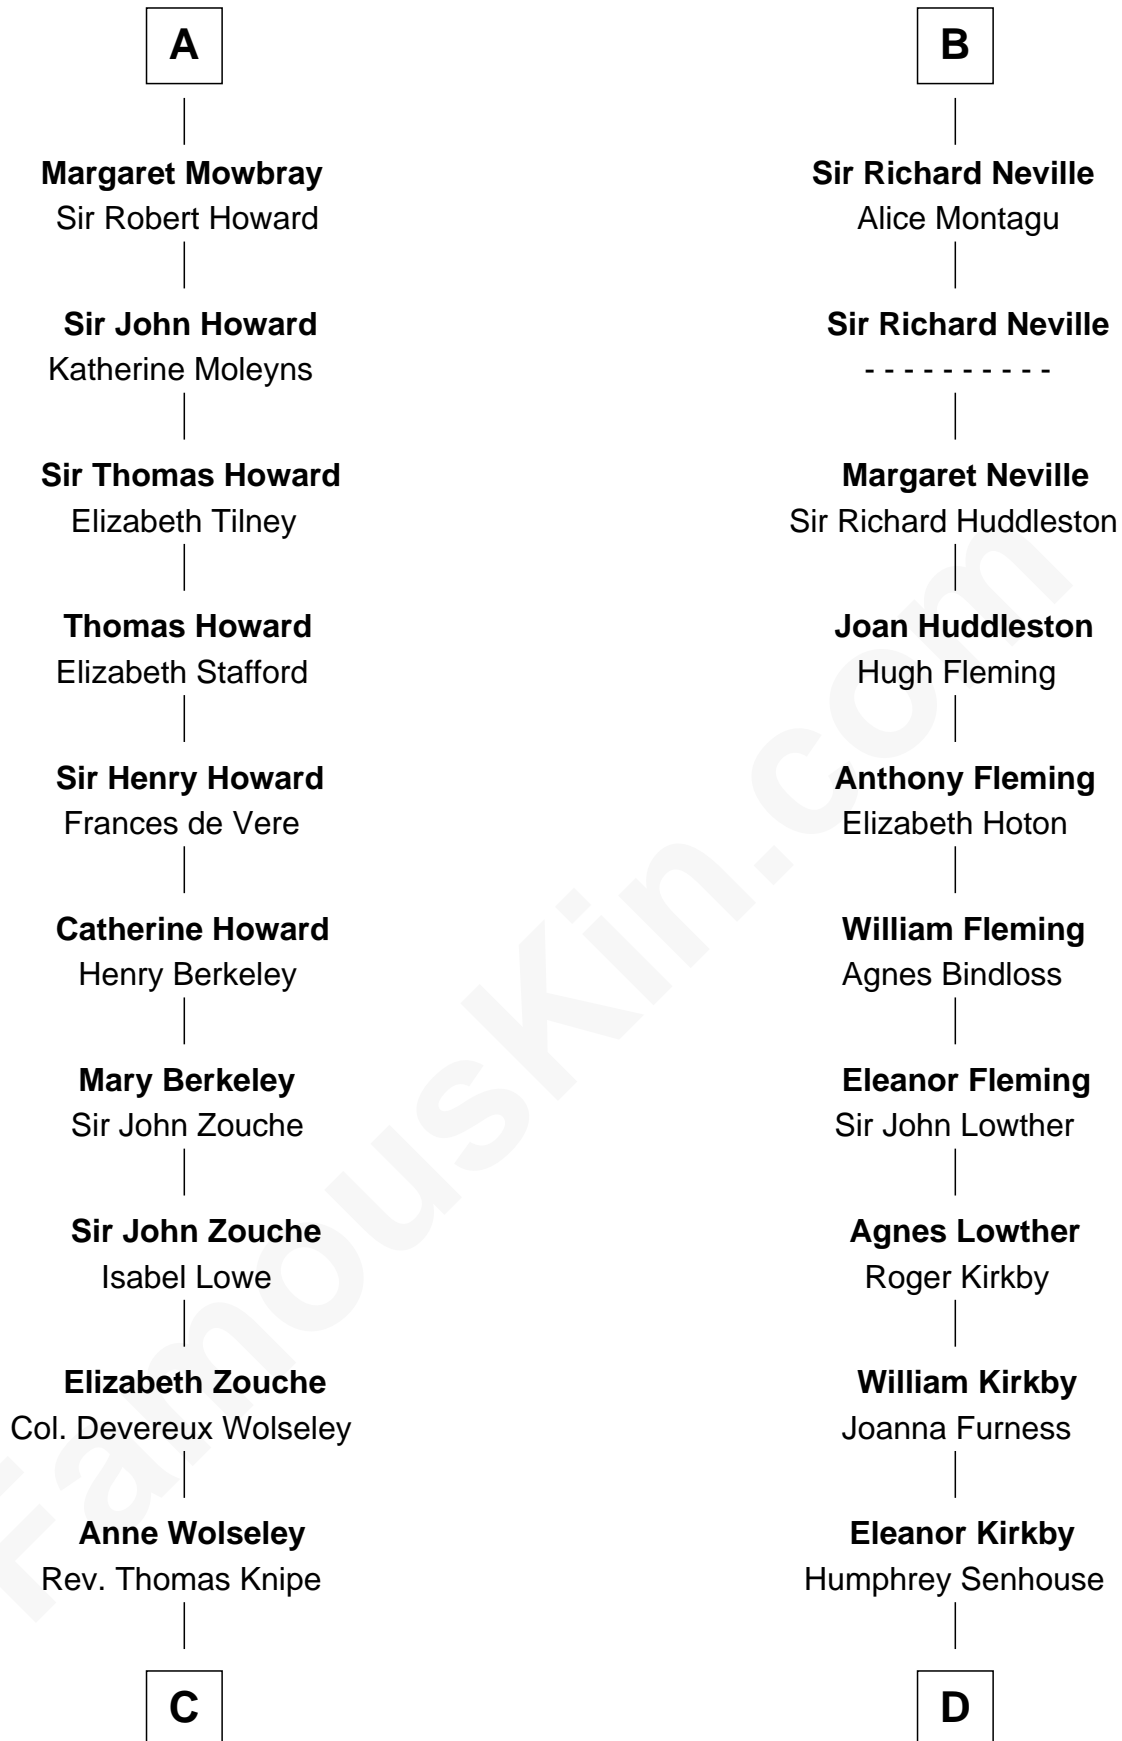 A
Margaret Mowbray
Sir Robert Howard
Sir John Howard
Katherine Moleyns
Sir Thomas Howard
Elizabeth Tilney
Thomas Howard
Elizabeth Stafford
Sir Henry Howard
Frances de Vere
Catherine Howard
Henry Berkeley
Mary Berkeley
Sir John Zouche
Sir John Zouche
Isabel Lowe
Elizabeth Zouche
Col. Devereux Wolseley
Anne Wolseley
Rev. Thomas Knipe
C
B
Sir Richard Neville
Alice Montagu
Sir Richard Neville
- - - - - - - - - -
Margaret Neville
Sir Richard Huddleston
Joan Huddleston
Hugh Fleming
Anthony Fleming
Elizabeth Hoton
William Fleming
Agnes Bindloss
Eleanor Fleming
Sir John Lowther
Agnes Lowther
Roger Kirkby
William Kirkby
Joanna Furness
Eleanor Kirkby
Humphrey Senhouse
D
FamousKin.com